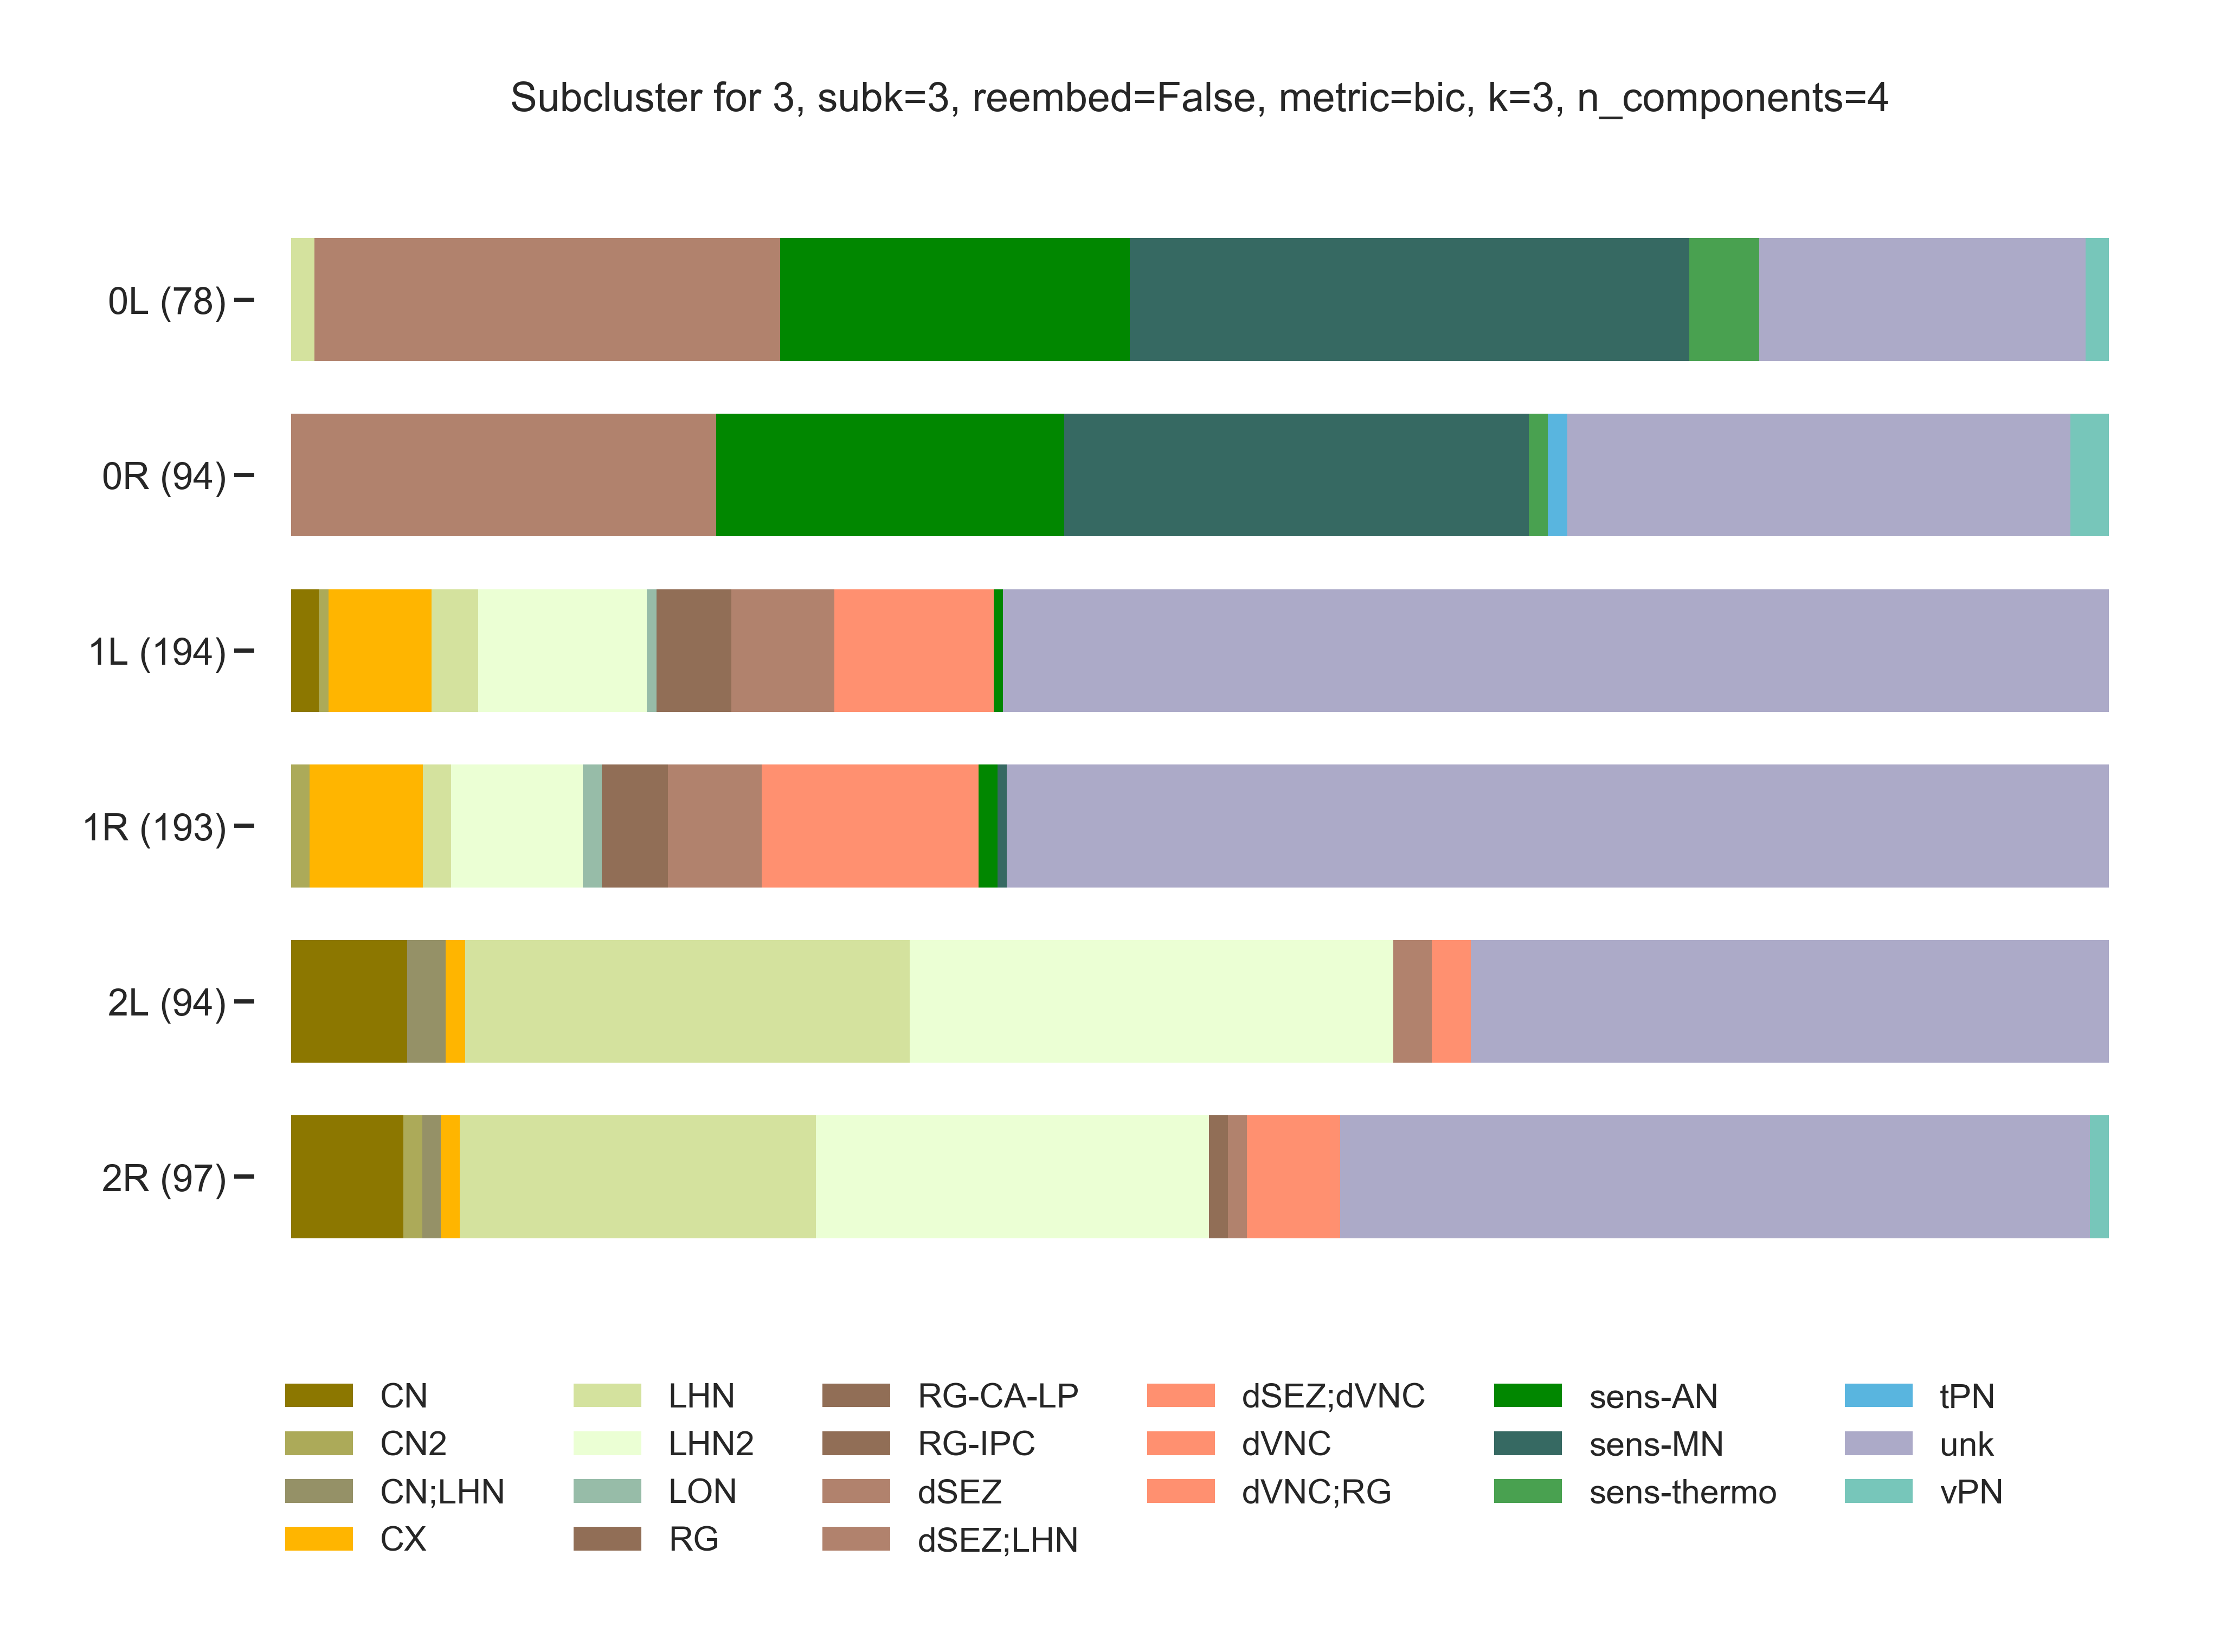 Subcluster for 3, subk=3, reembed=False, metric=bic, k=3, n_components=4
0L (78)
0R (94)
1L (194)
1R (193)
2L (94)
2R (97)
CN LHN RG-CA-LP dSEZ;dVNC sens-AN tPN
CN2 LHN2 RG-IPC dVNC sens-MN unk
CN;LHN LON dSEZ dVNC;RG sens-thermo vPN
CX RG dSEZ;LHN